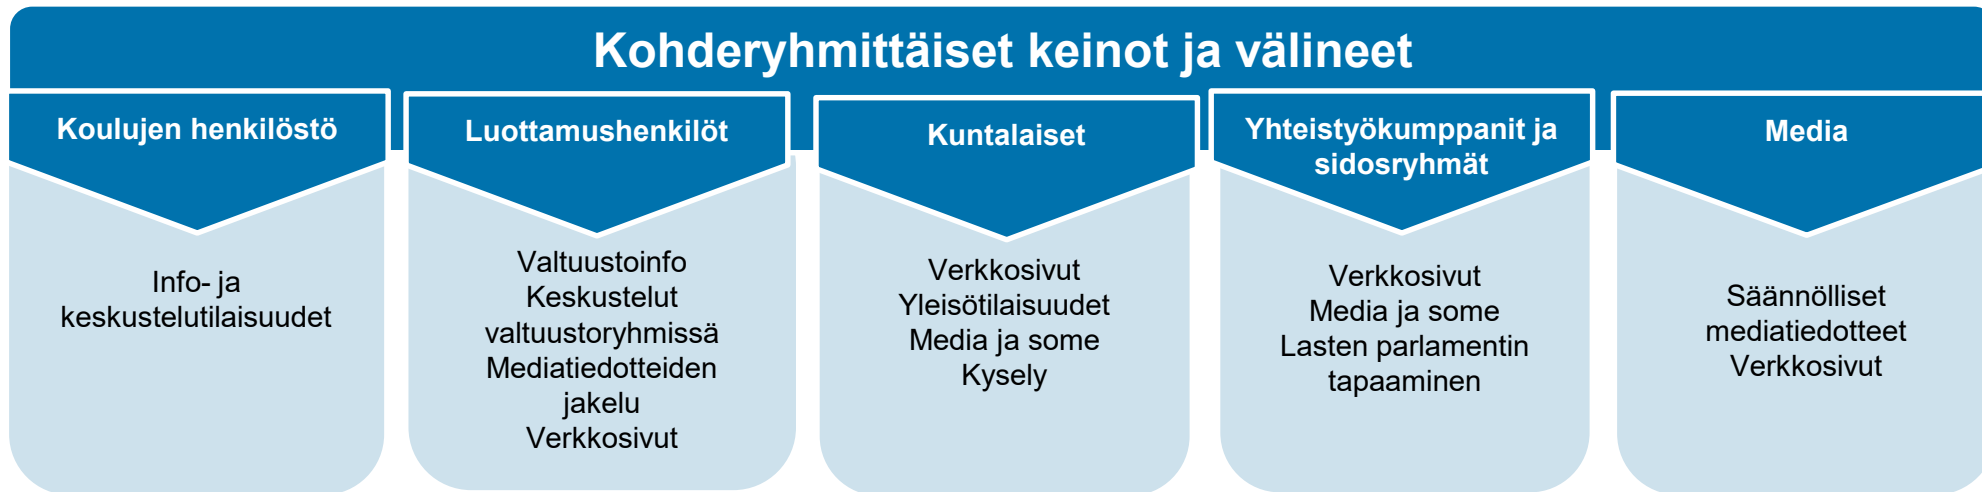 Kohderyhmittäiset keinot ja välineet
Koulujen henkilöstö
Info- ja
keskustelutilaisuudet
Luottamushenkilöt
Valtuustoinfo
Keskustelut
valtuustoryhmissä
Mediatiedotteiden
jakelu
Verkkosivut
Kuntalaiset
Verkkosivut
Yleisötilaisuudet
Media ja some
Kysely
Yhteistyökumppanit ja
sidosryhmät
Verkkosivut
Media ja some
Lasten parlamentin
tapaaminen
Media
Säännölliset
mediatiedotteet
Verkkosivut